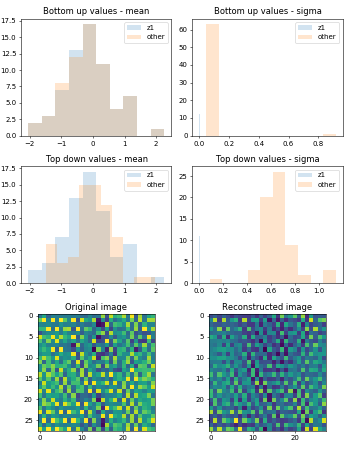 Bottom up values - mean
Bottom up values - sigma
17.5
15.0
12.5
10.0
7.5
5.0
2.5
0.0
−2 −1 0 1 2
z1
other
60
50
40
30
20
10
0
0.0 0.2 0.4 0.6 0.8
z1
other
Top down values - mean
Top down values - sigma
17.5
15.0
12.5
10.0
7.5
5.0
2.5
0.0
−2 −1 0 1 2
z1
other
25
20
15
10
5
0
0.0 0.2 0.4 0.6 0.8 1.0
z1
other
Original image
Reconstructed image
0
5
10
15
20
25
0 10 20
0
5
10
15
20
25
0 10 20